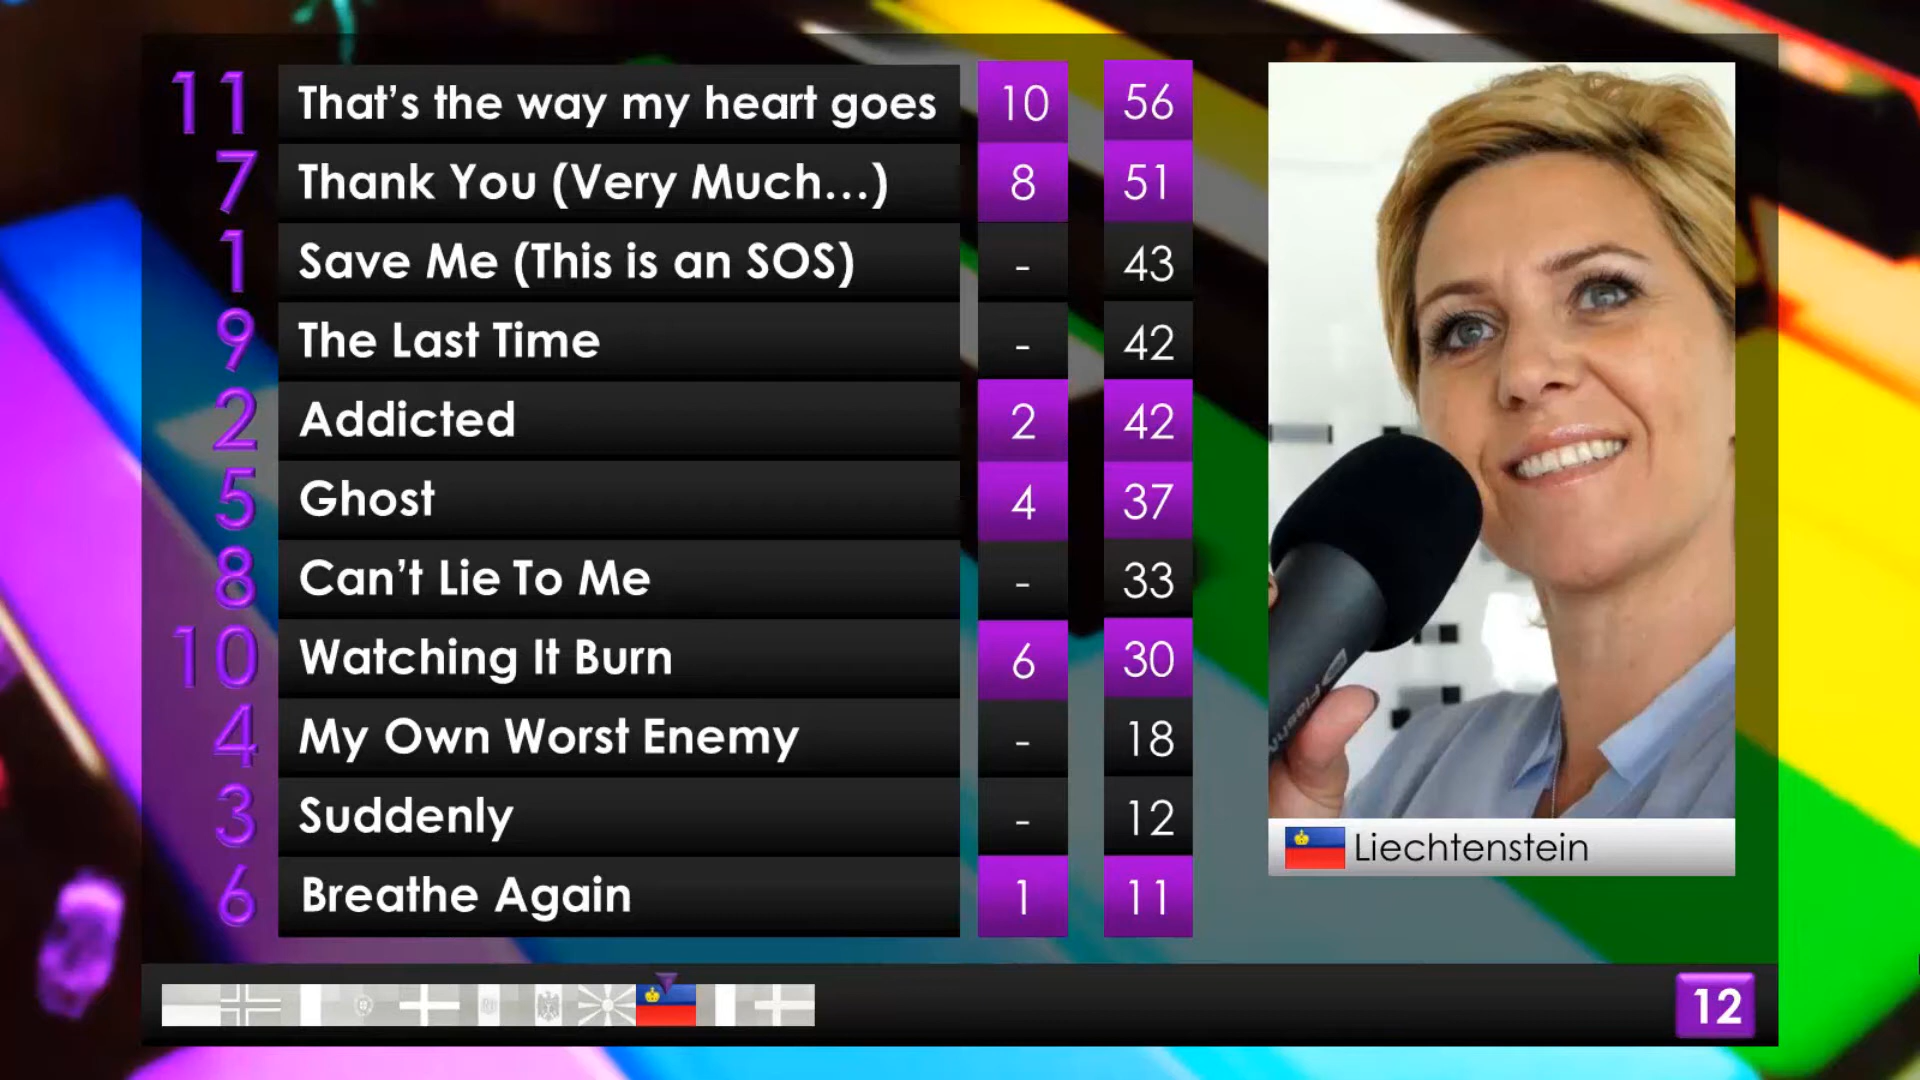 11 That's the way my heart goes 10 56
7 Thank You (Very Much...) 8 51
1 Save Me (This is an SOS) - 43
9 The Last Time - 42
2 Addicted 2 42
5 Ghost 4 37
8 Can't Lie To Me - 33
10 Watching It Burn 6 30
4 My Own Worst Enemy - 18
3 Suddenly - 12
6 Breathe Again 1 11
Liechtenstein
12